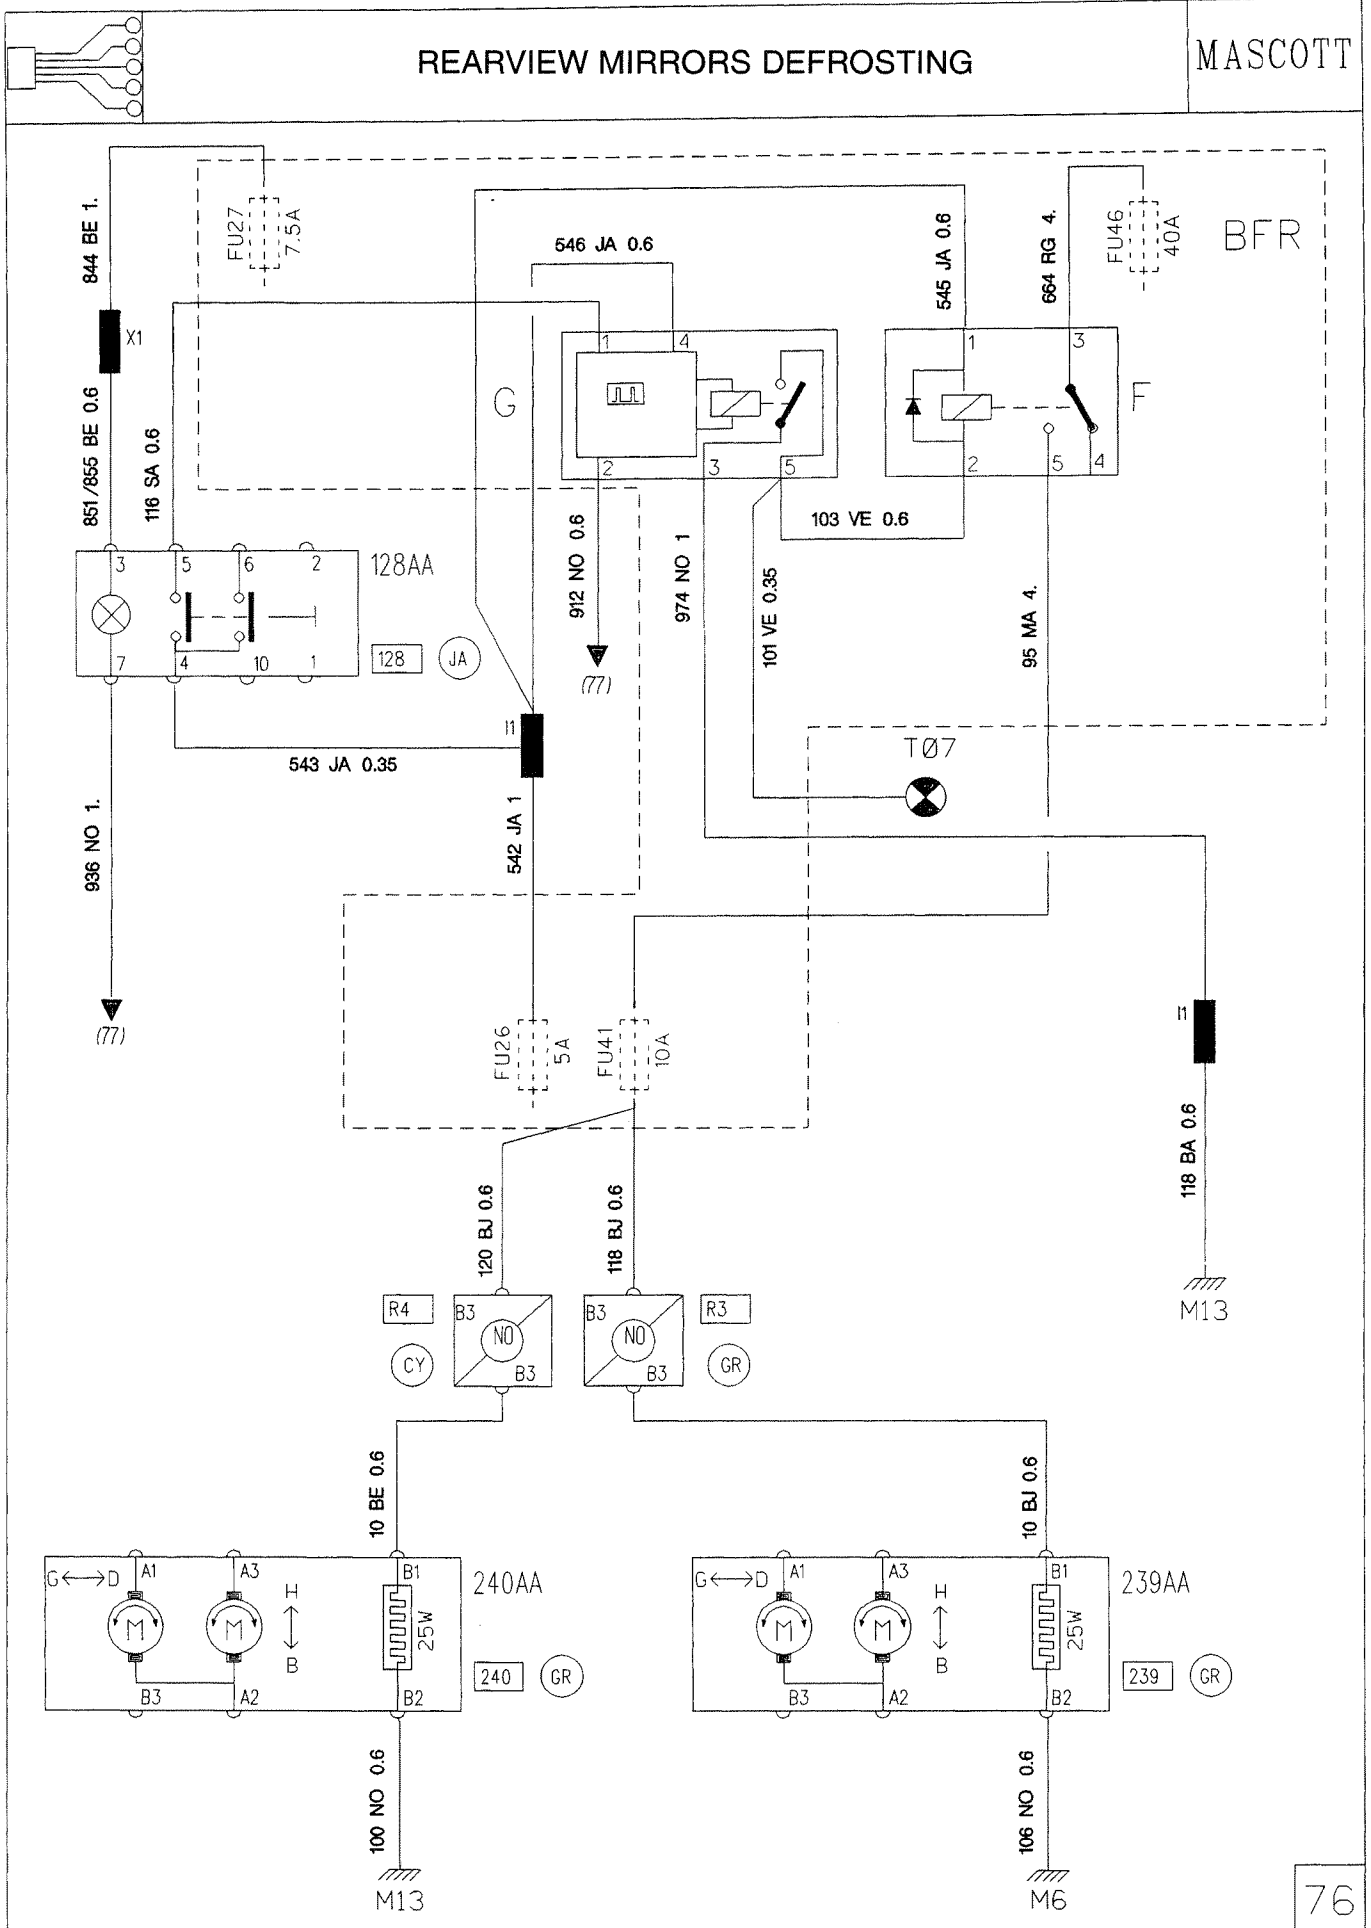 REARVIEW MIRRORS DEFROSTING
MASCOTT
844 BE 1.
FU27
7.5A
546 JA 0.6
545 JA 0.6
664 RG 4.
FU46
40A
BFR
X1
851/855 BE 0.6
116 SA 0.6
G
1
4
2
3
5
F
1
3
2
5
4
103 VE 0.6
912 NO 0.6
(77)
974 NO 1
101 VE 0.35
95 MA 4.
3
5
6
2
128AA
7
4
10
1
128
JA
I1
543 JA 0.35
542 JA 1
T07
936 NO 1.
(77)
FU26
5A
FU41
10A
I1
118 BA 0.6
M13
120 BJ 0.6
118 BJ 0.6
R4
CY
B3
NO
B3
B3
NO
B3
R3
GR
10 BE 0.6
10 BJ 0.6
G D
A1
A3
B1
H
B
M
M
25W
B3
A2
B2
240AA
240
GR
G D
A1
A3
B1
H
B
M
M
25W
B3
A2
B2
239AA
239
GR
100 NO 0.6
M13
106 NO 0.6
M6
76